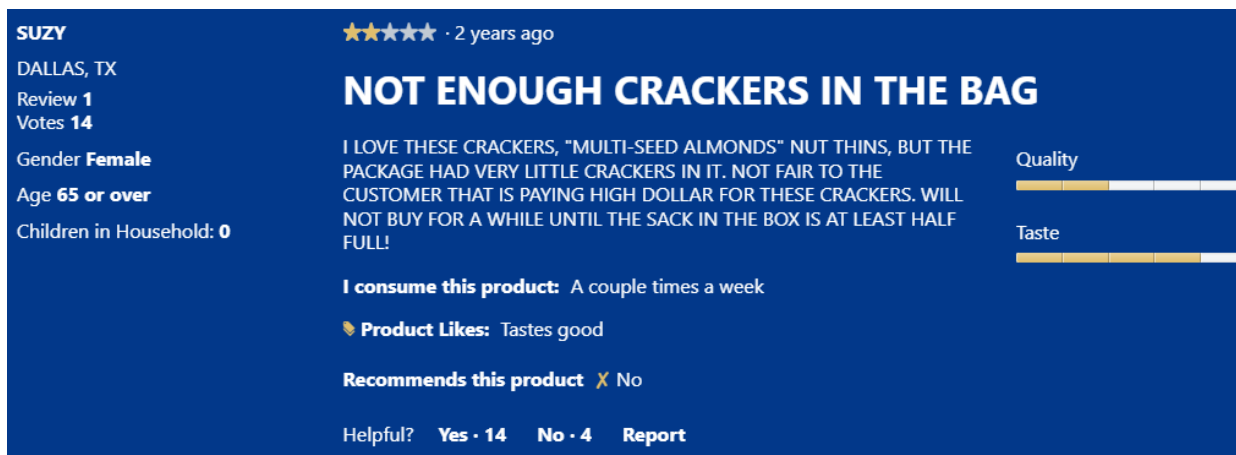 SUZY
DALLAS, TX
Review 1
Votes 14
Gender Female
Age 65 or over
Children in Household: 0
· 2 years ago
NOT ENOUGH CRACKERS IN THE BAG
I LOVE THESE CRACKERS, "MULTI-SEED ALMONDS" NUT THINS, BUT THE
PACKAGE HAD VERY LITTLE CRACKERS IN IT. NOT FAIR TO THE
CUSTOMER THAT IS PAYING HIGH DOLLAR FOR THESE CRACKERS. WILL
NOT BUY FOR A WHILE UNTIL THE SACK IN THE BOX IS AT LEAST HALF
FULL!
I consume this product: A couple times a week
Product Likes: Tastes good
Recommends this product ✗ No
Helpful? Yes · 14 No · 4 Report
Quality
Taste